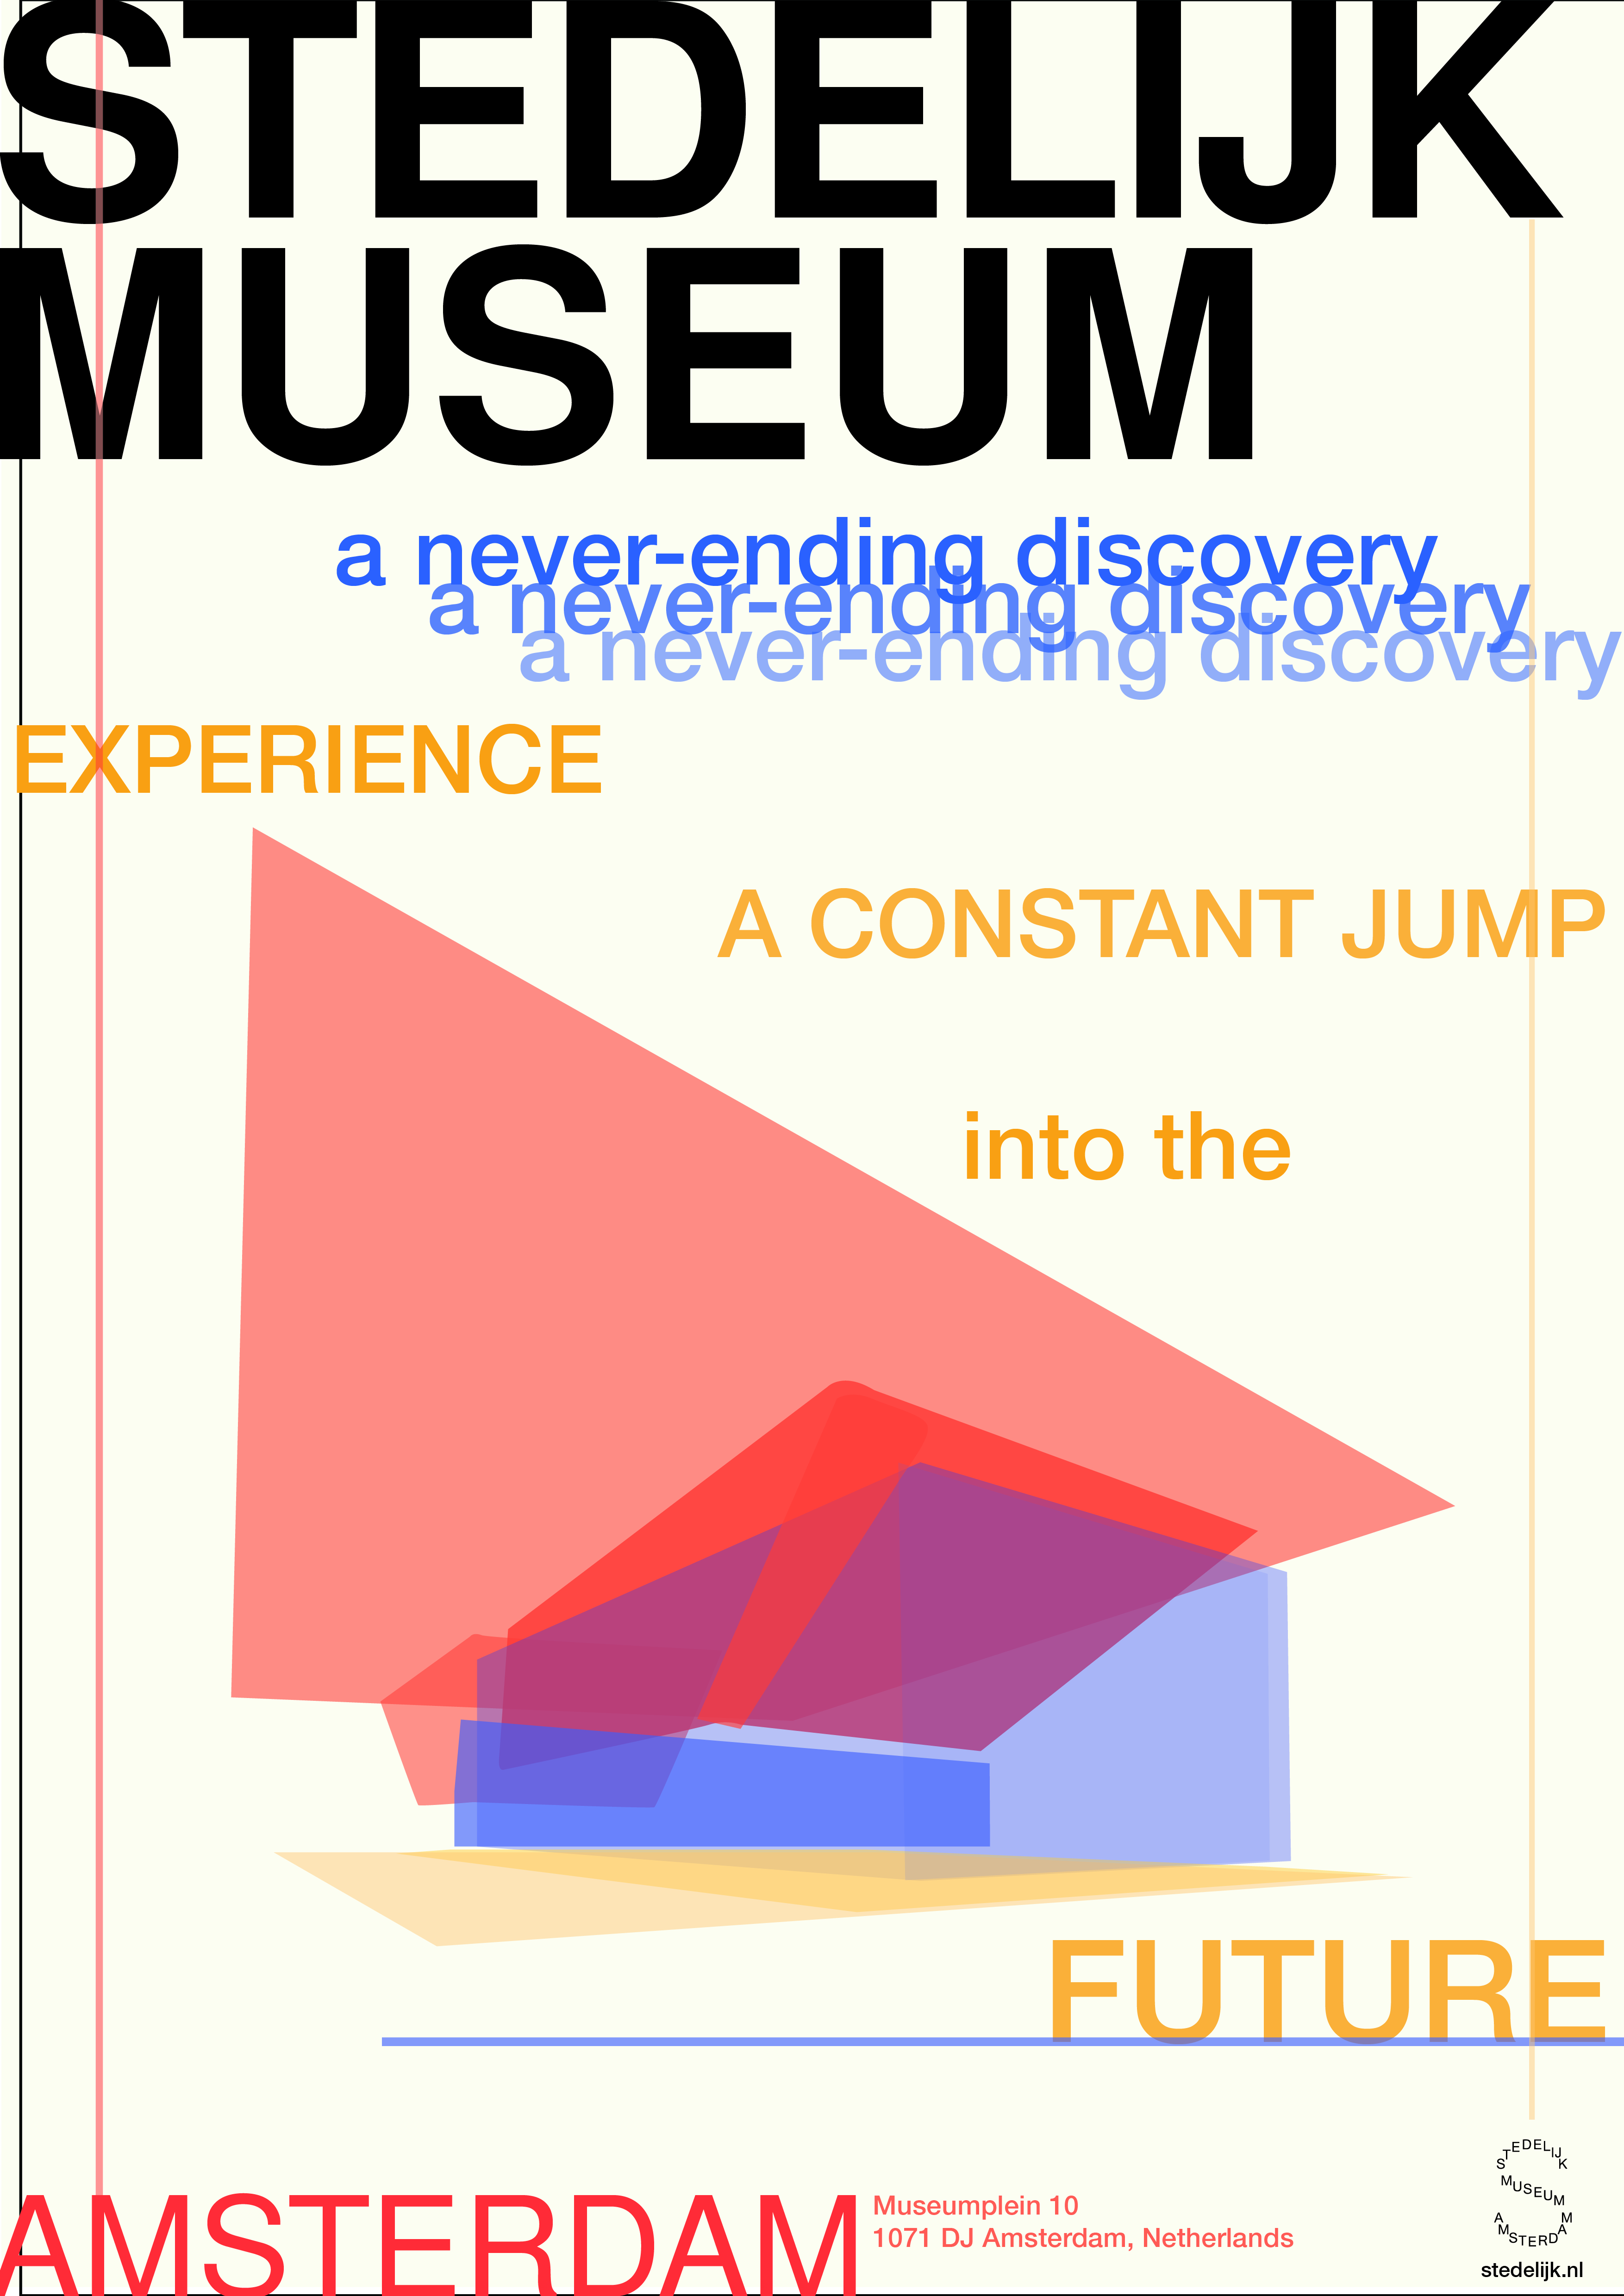 STEDELIJK
MUSEUM
a never-ending discovery
a never-ending discovery
a never-ending discovery
EXPERIENCE
A CONSTANT JUMP
into the
FUTURE
AMSTERDAM
Museumplein 10
1071 DJ Amsterdam, Netherlands
STEDELIJK
MUSEUM
AMSTERDAM
stedelijk.nl